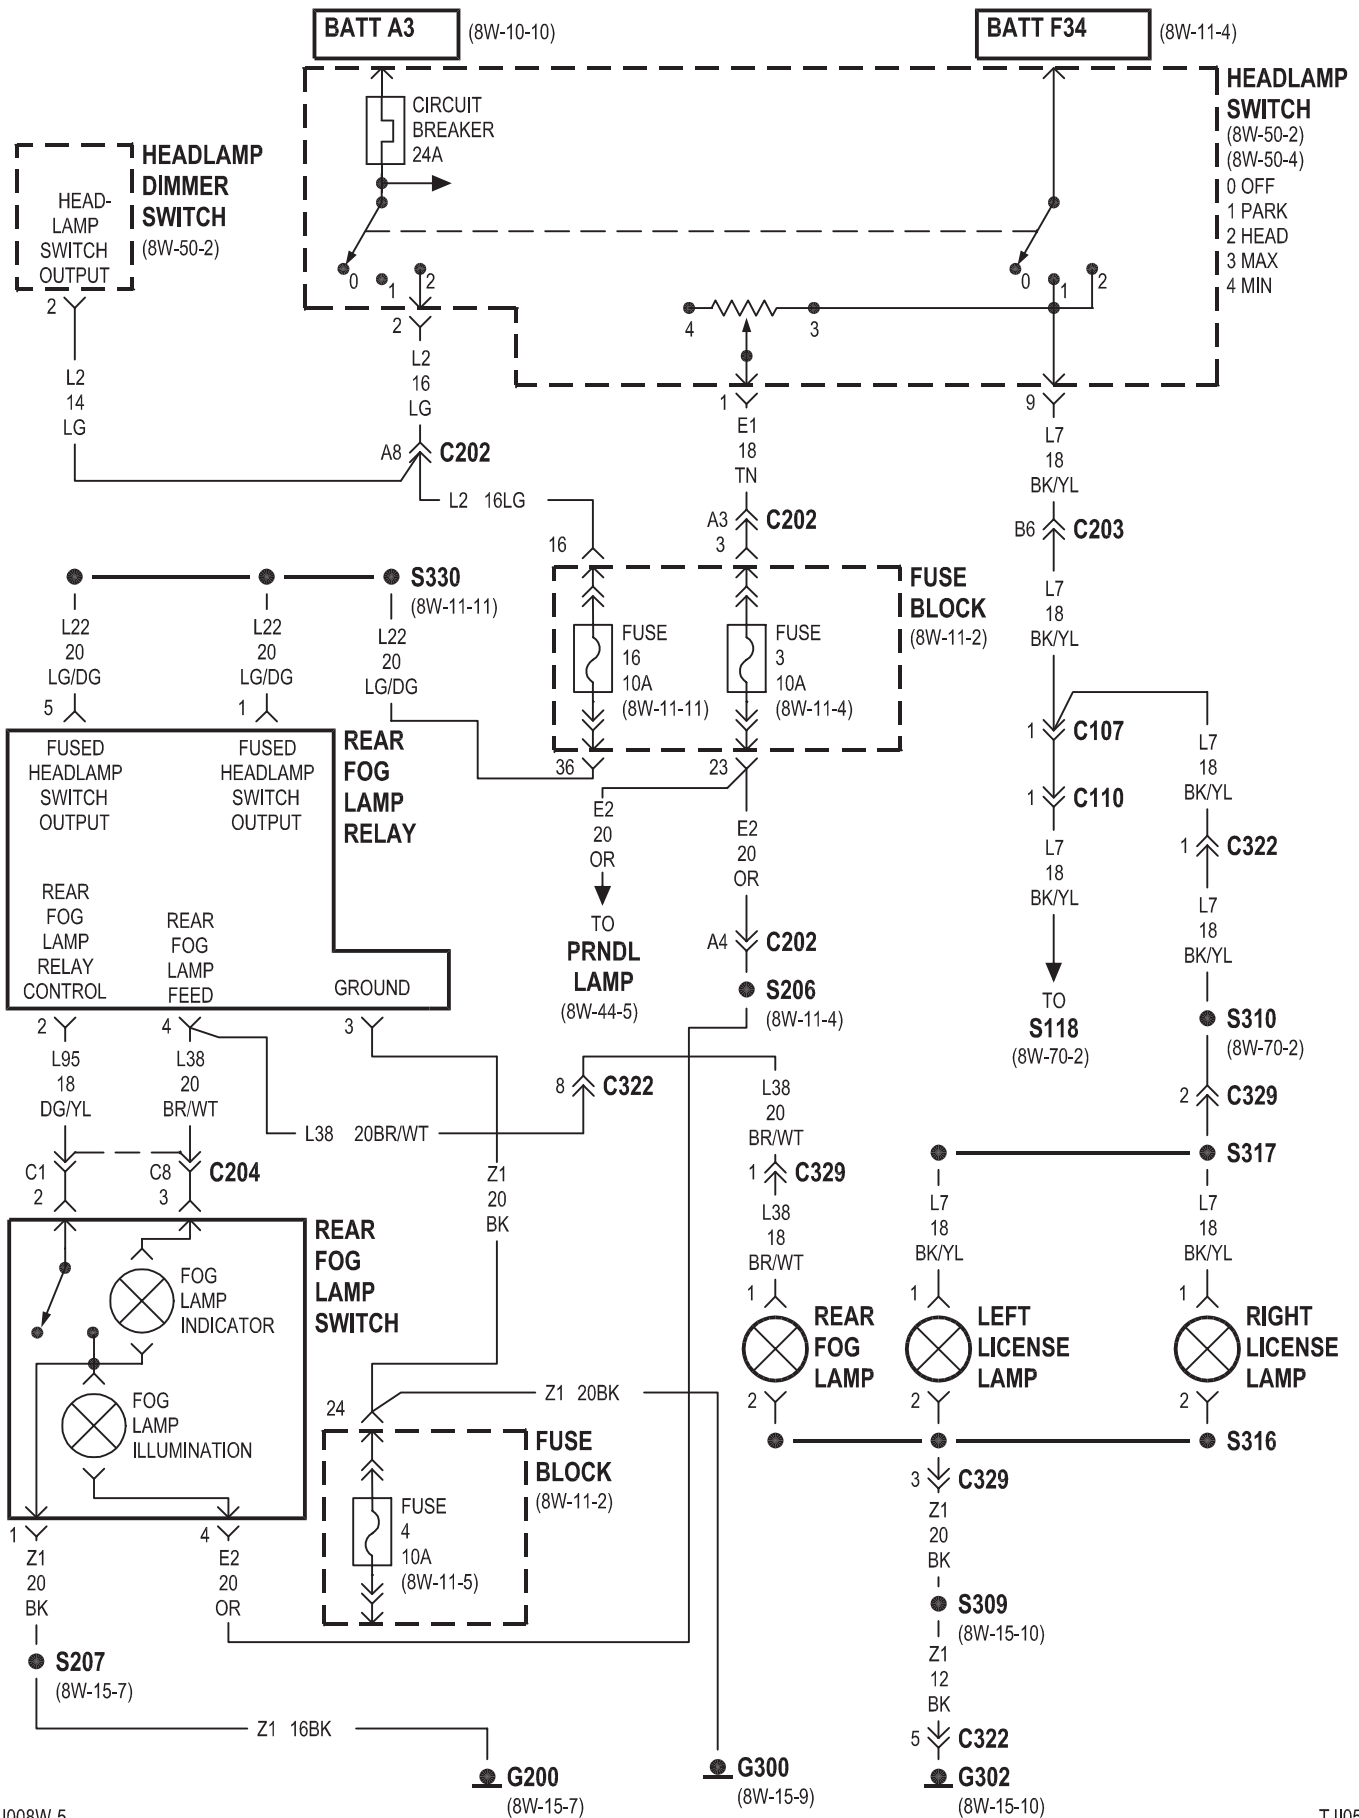 BATT A3 (8W-10-10)
BATT F34 (8W-11-4)
HEADLAMP
SWITCH
(8W-50-2)
(8W-50-4)
0 OFF
1 PARK
2 HEAD
3 MAX
4 MIN
CIRCUIT
BREAKER
24A
HEADLAMP
DIMMER
SWITCH
(8W-50-2)
HEAD-
LAMP
SWITCH
OUTPUT
2
L2
14
LG
0
1
2
2
L2
16
LG
A8
C202
L2 16LG
4
3
0
1
2
1
E1
18
TN
A3
C202
3
16
9
L7
18
BK/YL
B6
C203
L7
18
BK/YL
S330
(8W-11-11)
L22
20
LG/DG
L22
20
LG/DG
L22
20
LG/DG
5
1
FUSE
16
10A
(8W-11-11)
FUSE
3
10A
(8W-11-4)
FUSE
BLOCK
(8W-11-2)
36
23
1
C107
1
C110
L7
18
BK/YL
TO
S118
(8W-70-2)
L7
18
BK/YL
1
C322
L7
18
BK/YL
S310
(8W-70-2)
2
C329
S317
REAR
FOG
LAMP
RELAY
FUSED
HEADLAMP
SWITCH
OUTPUT
FUSED
HEADLAMP
SWITCH
OUTPUT
REAR
FOG
LAMP
RELAY
CONTROL
REAR
FOG
LAMP
FEED
GROUND
2
4
3
E2
20
OR
TO
PRNDL
LAMP
(8W-44-5)
E2
20
OR
A4
C202
S206
(8W-11-4)
L95
18
DG/YL
L38
20
BR/WT
L38 20BR/WT
8
C322
L38
20
BR/WT
1
C329
L38
18
BR/WT
1
C1
C8
C204
2
3
Z1
20
BK
REAR
FOG
LAMP
SWITCH
FOG
LAMP
INDICATOR
FOG
LAMP
ILLUMINATION
L7
18
BK/YL
1
L7
18
BK/YL
1
REAR
FOG
LAMP
2
LEFT
LICENSE
LAMP
2
RIGHT
LICENSE
LAMP
2
S316
Z1 20BK
24
FUSE
BLOCK
(8W-11-2)
FUSE
4
10A
(8W-11-5)
3
C329
Z1
20
BK
S309
(8W-15-10)
Z1
12
BK
5
C322
1
Z1
20
BK
4
E2
20
OR
S207
(8W-15-7)
Z1 16BK
G200
(8W-15-7)
G300
(8W-15-9)
G302
(8W-15-10)